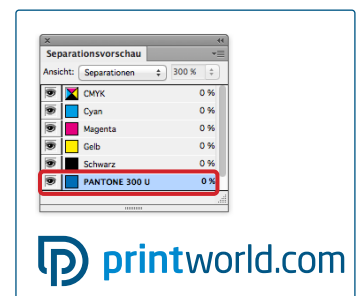 Separationsvorschau
Ansicht: Separationen 300 %
CMYK 0 %
Cyan 0 %
Magenta 0 %
Gelb 0 %
Schwarz 0 %
PANTONE 300 U 0 %
printworld.com